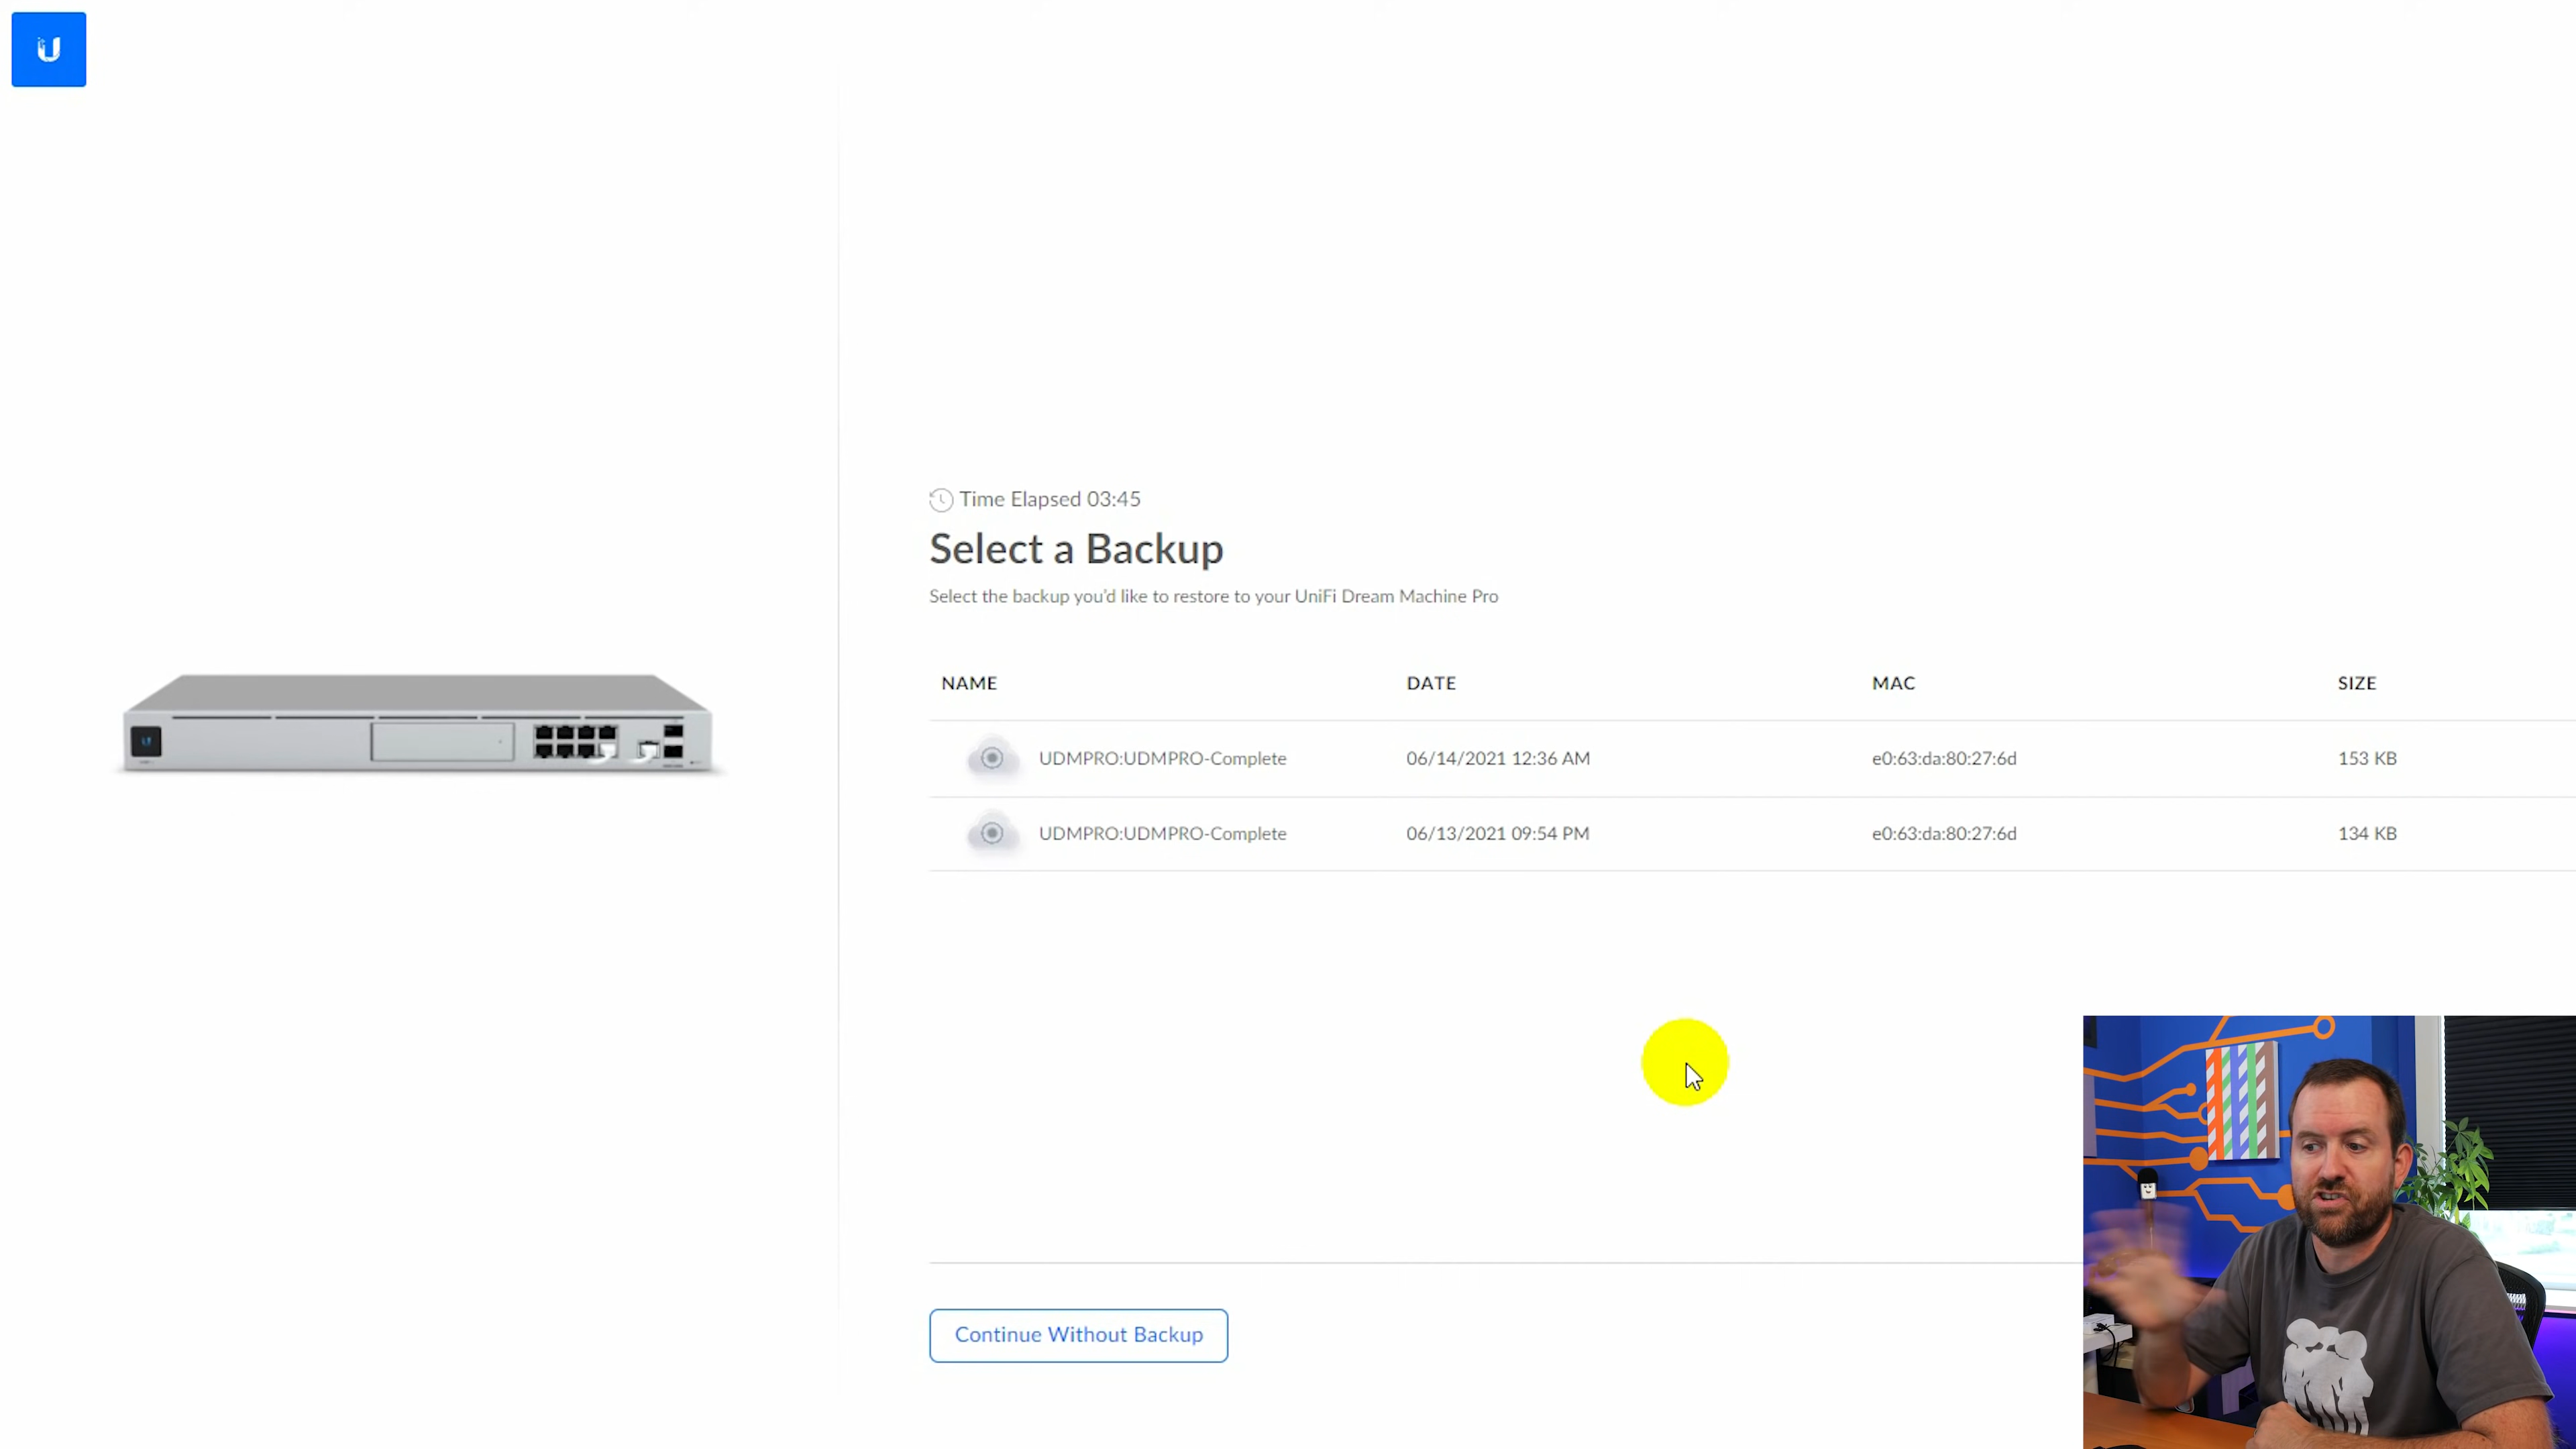 Time Elapsed 03:45
Select a Backup
Select the backup you'd like to restore to your UniFi Dream Machine Pro
NAME DATE MAC SIZE
UDMPRO:UDMPRO-Complete 06/14/2021 12:36 AM e0:63:da:80:27:6d 153 KB
UDMPRO:UDMPRO-Complete 06/13/2021 09:54 PM e0:63:da:80:27:6d 134 KB
Continue Without Backup